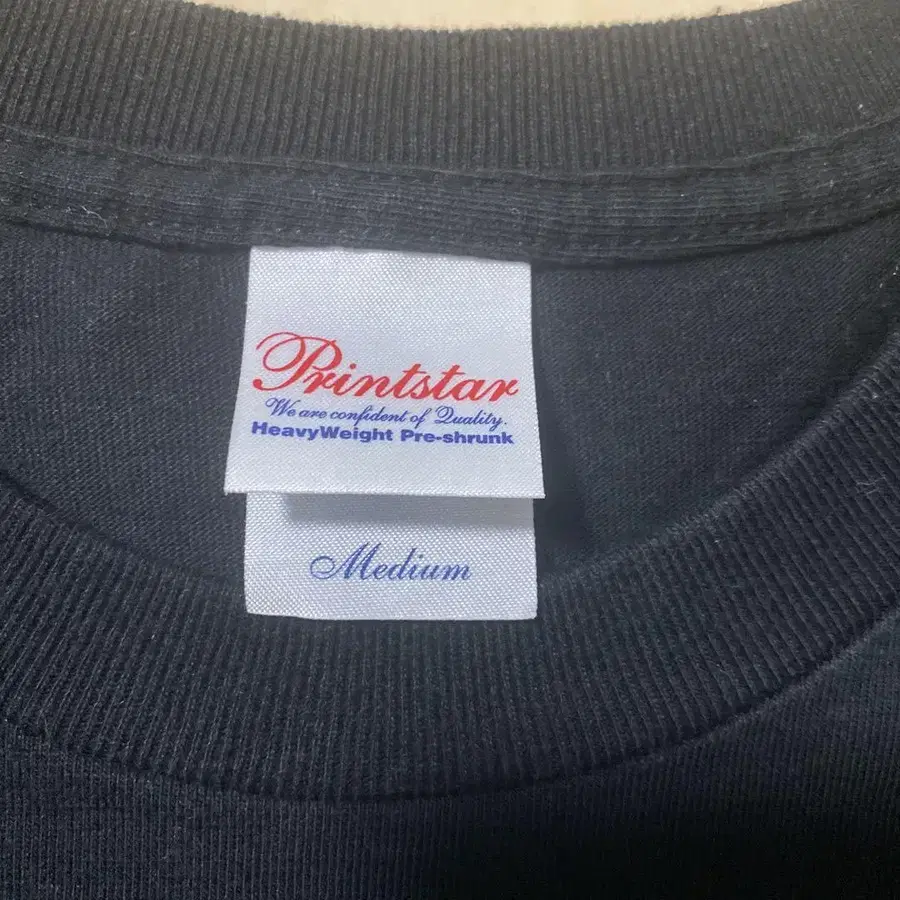 Printstar
We are confident of Quality.
HeavyWeight Pre-shrunk
Medium